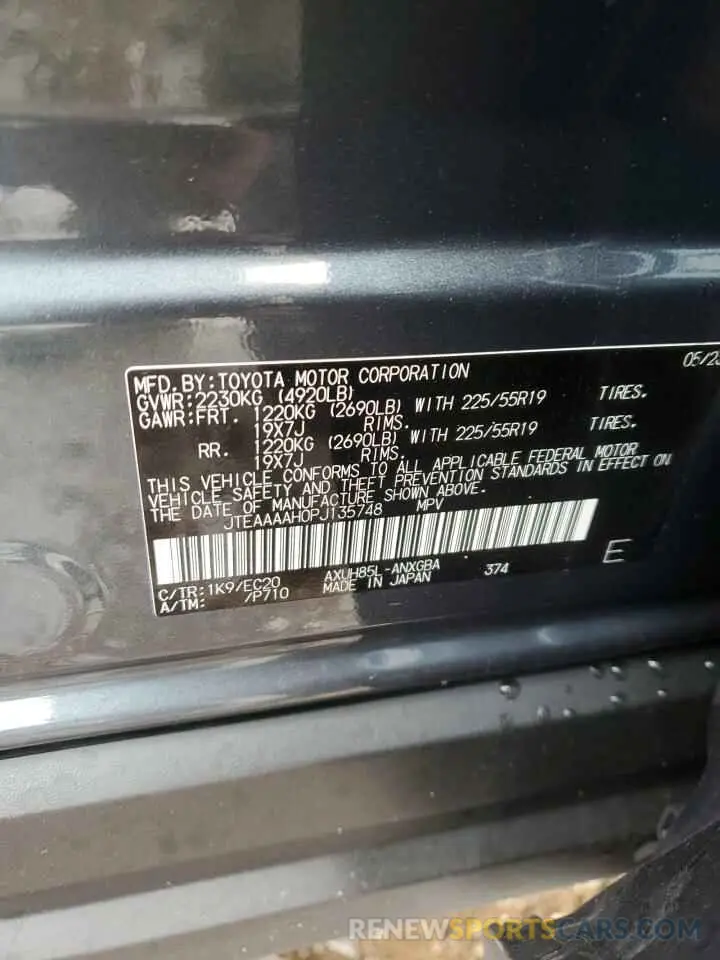 05/23
MFD. BY: TOYOTA MOTOR CORPORATION
GVWR: 2230KG (4920LB)
GAWR: FRT. 1220KG (2690LB) WITH 225/55R19 TIRES.
19X7J RIMS.
RR. 1220KG (2690LB) WITH 225/55R19 TIRES.
19X7J RIMS.
THIS VEHICLE CONFORMS TO ALL APPLICABLE FEDERAL MOTOR
VEHICLE SAFETY AND THEFT PREVENTION STANDARDS IN EFFECT ON
THE DATE OF MANUFACTURE SHOWN ABOVE.
JTEAAAAH0PJ135748 MPV
E
C/TR: 1K9/EC20 AXUH85L-ANXGBA 374
A/TM: /P710 MADE IN JAPAN
RENEWSPORTSCARS.COM